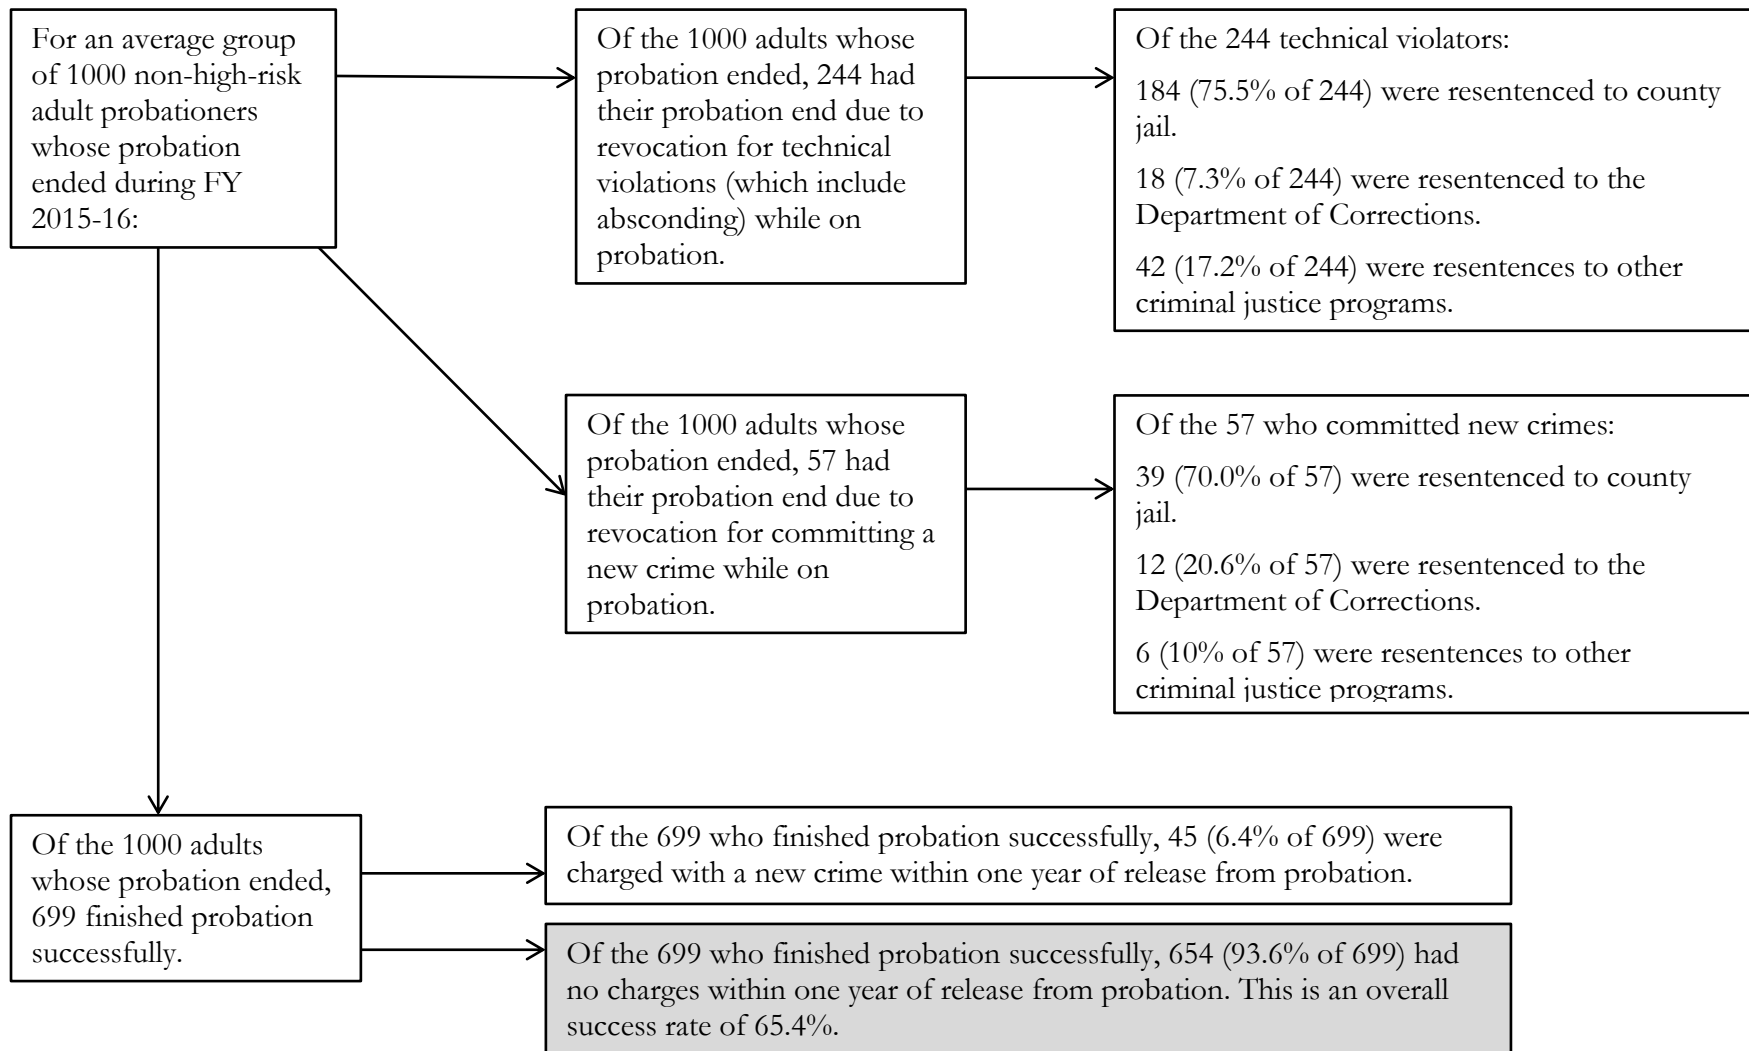 For an average group
of 1000 non-high-risk
adult probationers
whose probation
ended during FY
2015-16:
Of the 1000 adults whose
probation ended, 244 had
their probation end due to
revocation for technical
violations (which include
absconding) while on
probation.
Of the 244 technical violators:
184 (75.5% of 244) were resentenced to county
jail.
18 (7.3% of 244) were resentenced to the
Department of Corrections.
42 (17.2% of 244) were resentences to other
criminal justice programs.
Of the 1000 adults whose
probation ended, 57 had
their probation end due to
revocation for committing a
new crime while on
probation.
Of the 57 who committed new crimes:
39 (70.0% of 57) were resentenced to county
jail.
12 (20.6% of 57) were resentenced to the
Department of Corrections.
6 (10% of 57) were resentences to other
criminal justice programs.
Of the 1000 adults
whose probation ended,
699 finished probation
successfully.
Of the 699 who finished probation successfully, 45 (6.4% of 699) were
charged with a new crime within one year of release from probation.
Of the 699 who finished probation successfully, 654 (93.6% of 699) had
no charges within one year of release from probation. This is an overall
success rate of 65.4%.